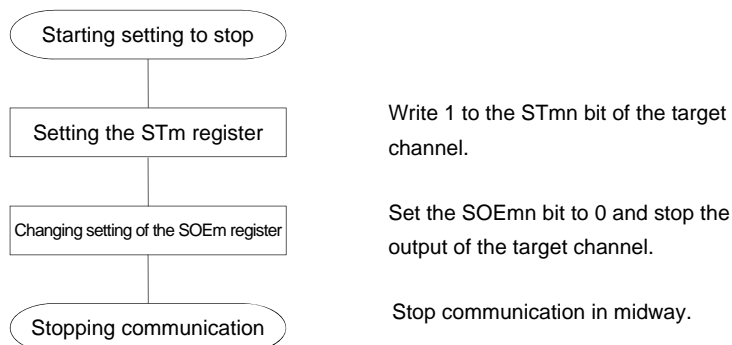 Starting setting to stop
Setting the STm register
Write 1 to the STmn bit of the target
channel.
Changing setting of the SOEm register
Set the SOEmn bit to 0 and stop the
output of the target channel.
Stopping communication
Stop communication in midway.